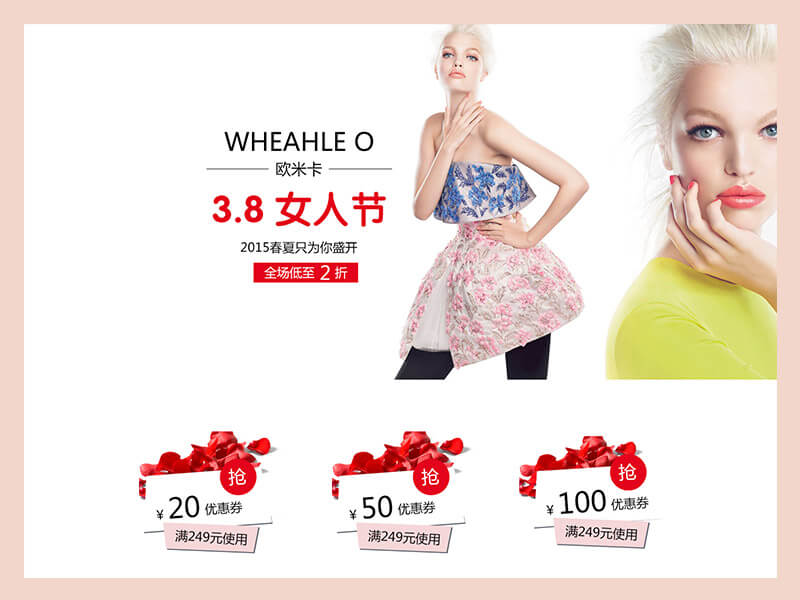 WHEAHLE O
欧米卡
3.8 女人节
2015春夏只为你盛开
全场低至 2 折
抢
¥ 20 优惠券
满249元使用
抢
¥ 50 优惠券
满249元使用
抢
¥ 100 优惠券
满249元使用